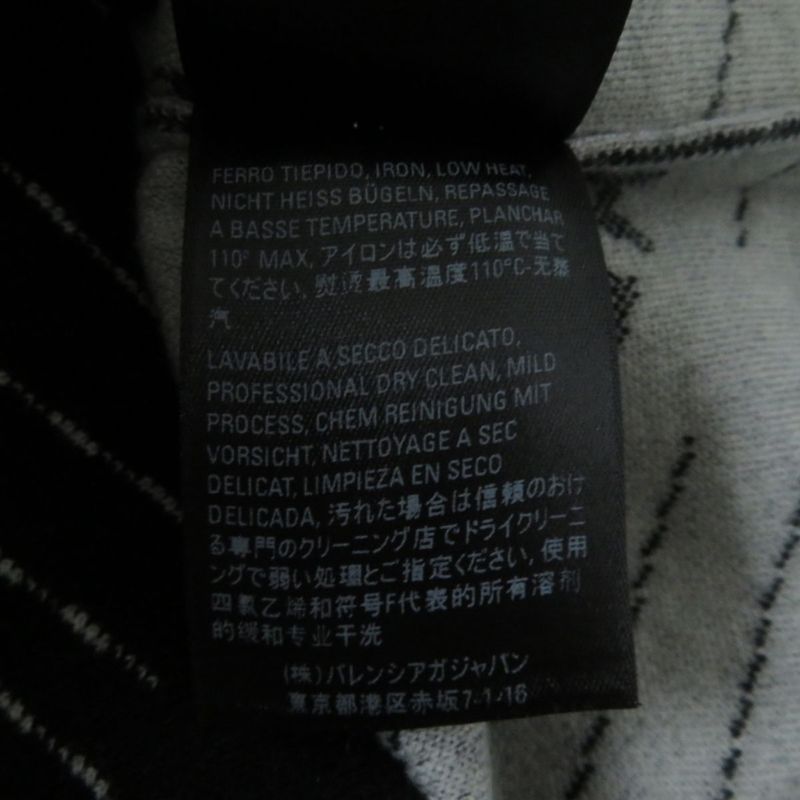 FERRO TIEPIDO, IRON, LOW HEAT,
NICHT HEISS BÜGELN, REPASSAGE
A BASSE TEMPERATURE, PLANCHAR
110° MAX, アイロンは必ず低温で当て
てください, 熨烫最高温度110°C-无蒸
汽
LAVABILE A SECCO DELICATO,
PROFESSIONAL DRY CLEAN, MILD
PROCESS, CHEM REINIGUNG MIT
VORSICHT, NETTOYAGE A SEC
DELICAT, LIMPIEZA EN SECO
DELICADA, 汚れた場合は信頼のおけ
る専門のクリーニング店でドライクリーニ
ングで弱い処理とご指定ください, 使用
四氯乙烯和符号F代表的所有溶剂
的缓和专业干洗
(株)バレンシアガジャパン
東京都港区赤坂7-1-16